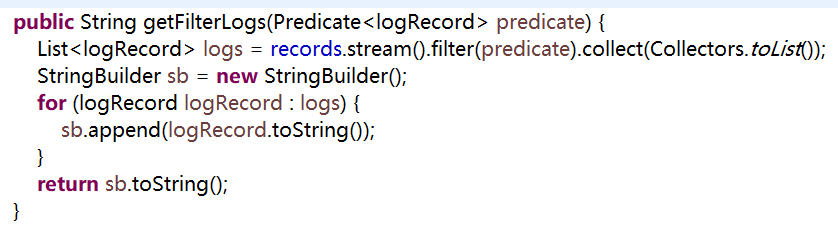 public String getFilterLogs(Predicate<logRecord> predicate) {
List<logRecord> logs = records.stream().filter(predicate).collect(Collectors.toList());
StringBuilder sb = new StringBuilder();
for (logRecord logRecord : logs) {
sb.append(logRecord.toString());
}
return sb.toString();
}